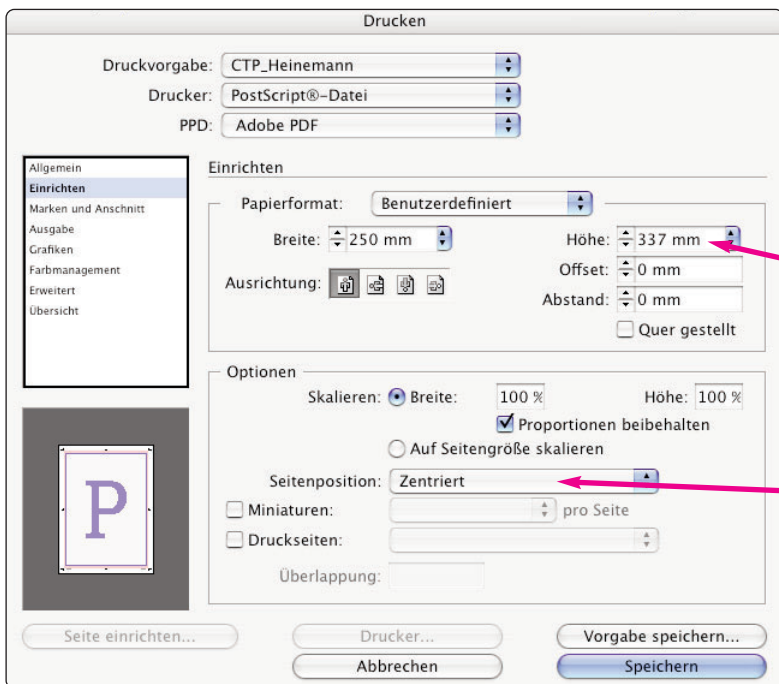 Drucken
Druckvorgabe: CTP_Heinemann
Drucker: PostScript®-Datei
PPD: Adobe PDF
Allgemein
Einrichten
Marken und Anschnitt
Ausgabe
Grafiken
Farbmanagement
Erweitert
Übersicht
Einrichten
Papierformat: Benutzerdefiniert
Breite: 250 mm Höhe: 337 mm
Ausrichtung: Offset: 0 mm
Abstand: 0 mm
Quer gestellt
Optionen
Skalieren: Breite: 100 % Höhe: 100 %
Proportionen beibehalten
Auf Seitengröße skalieren
Seitenposition: Zentriert
Miniaturen: pro Seite
Druckseiten:
Überlappung:
P
Seite einrichten... Drucker... Vorgabe speichern...
Abbrechen Speichern